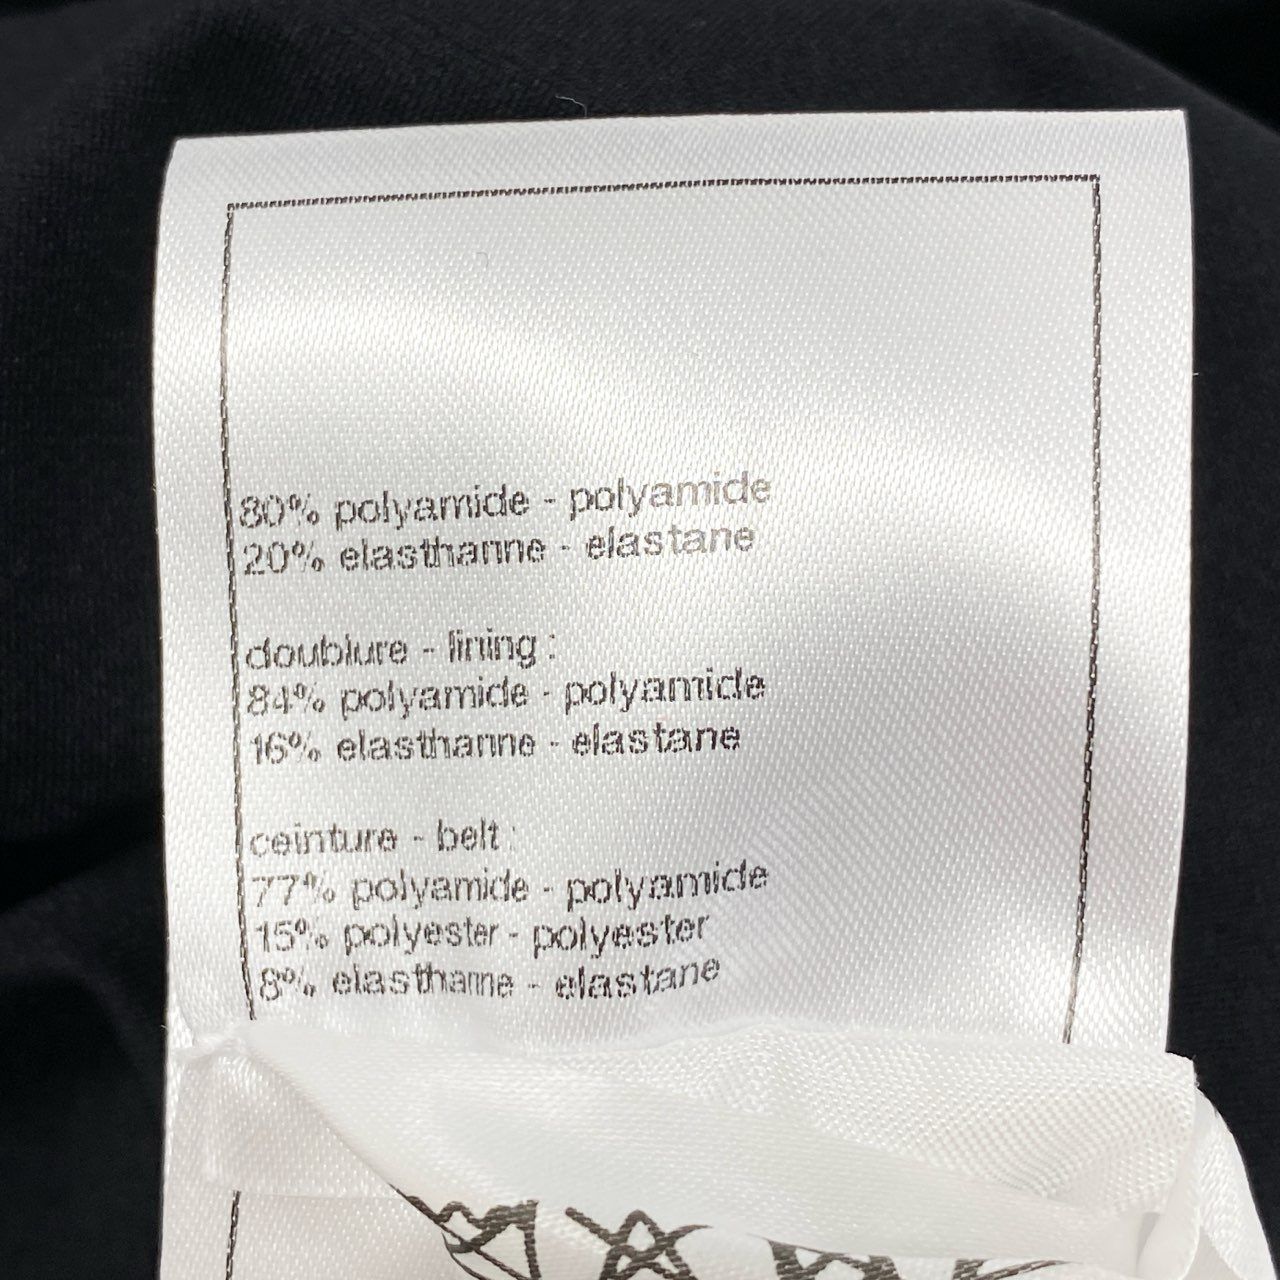 80% polyamide - polyamide
20% elasthanne - elastane
doublure - lining :
84% polyamide - polyamide
16% elasthanne - elastane
ceinture - belt :
77% polyamide - polyamide
15% polyester - polyester
8% elasthanne - elastane